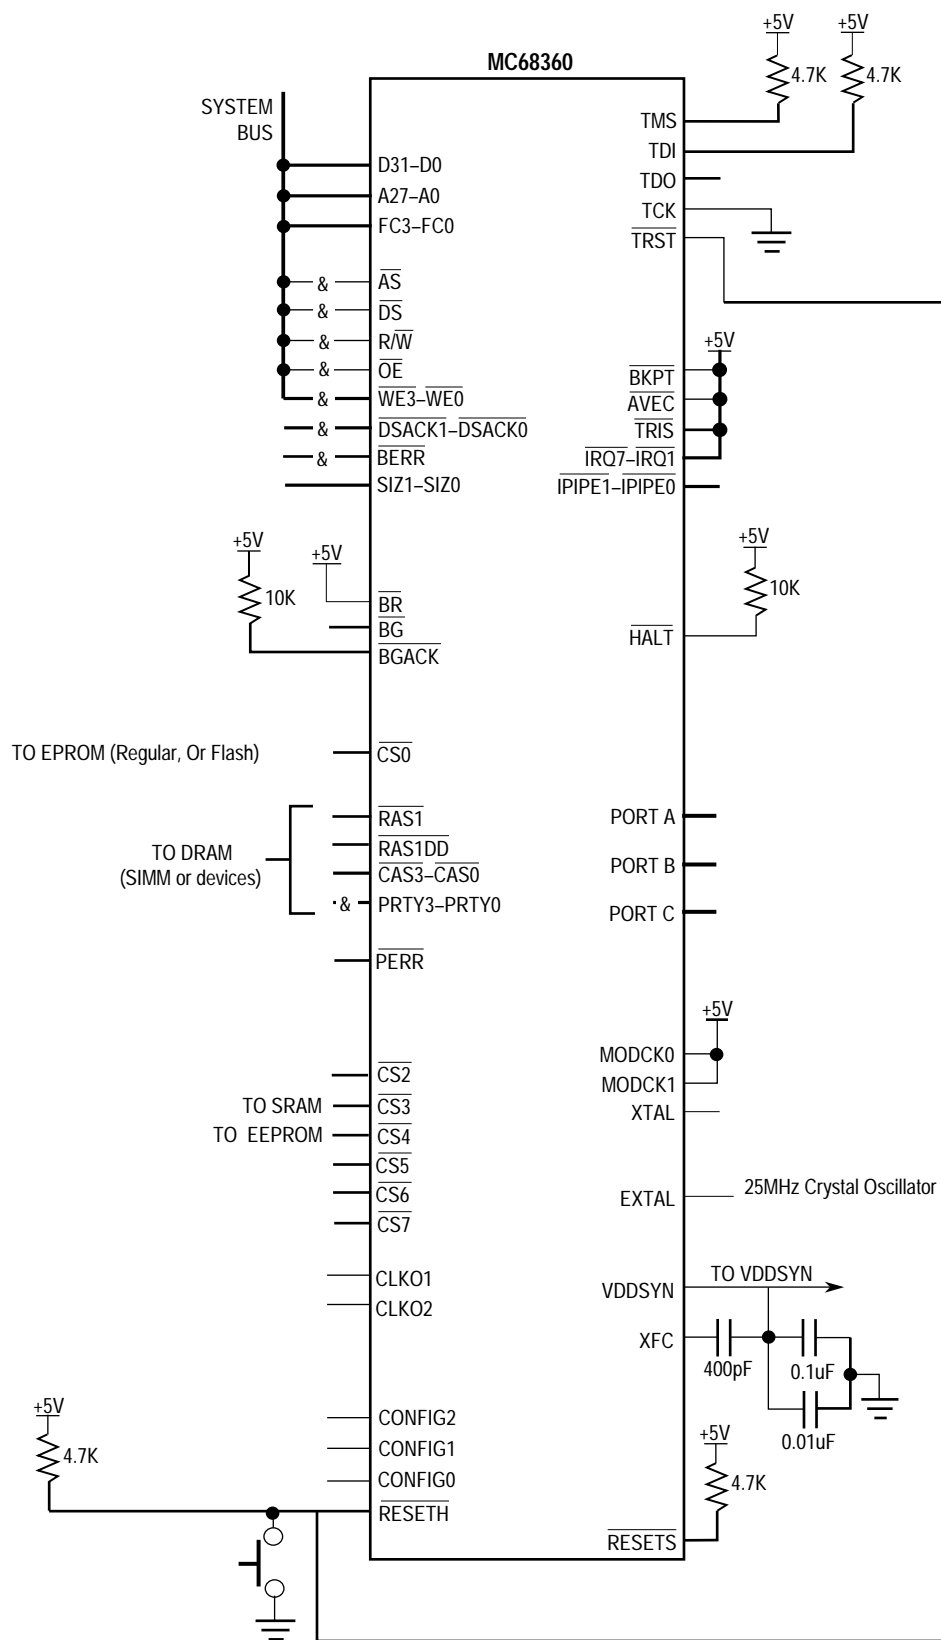 MC68360
SYSTEM
BUS
D31–D0
A27–A0
FC3–FC0
& AS
& DS
& R/W
& OE
& WE3–WE0
& DSACK1–DSACK0
& BERR
SIZ1–SIZ0
+5V
10K
+5V
BR
BG
BGACK
TO EPROM (Regular, Or Flash)
CS0
TO DRAM
(SIMM or devices)
RAS1
RAS1DD
CAS3–CAS0
& PRTY3–PRTY0
PERR
CS2
TO SRAM CS3
TO EEPROM CS4
CS5
CS6
CS7
CLKO1
CLKO2
CONFIG2
CONFIG1
CONFIG0
+5V
4.7K
RESETH
+5V
4.7K
+5V
4.7K
TMS
TDI
TDO
TCK
TRST
+5V
BKPT
AVEC
TRIS
IRQ7–IRQ1
IPIPE1–IPIPE0
+5V
10K
HALT
PORT A
PORT B
PORT C
+5V
MODCK0
MODCK1
XTAL
EXTAL
25MHz Crystal Oscillator
VDDSYN
TO VDDSYN
XFC
400pF
0.1uF
0.01uF
+5V
4.7K
RESETS